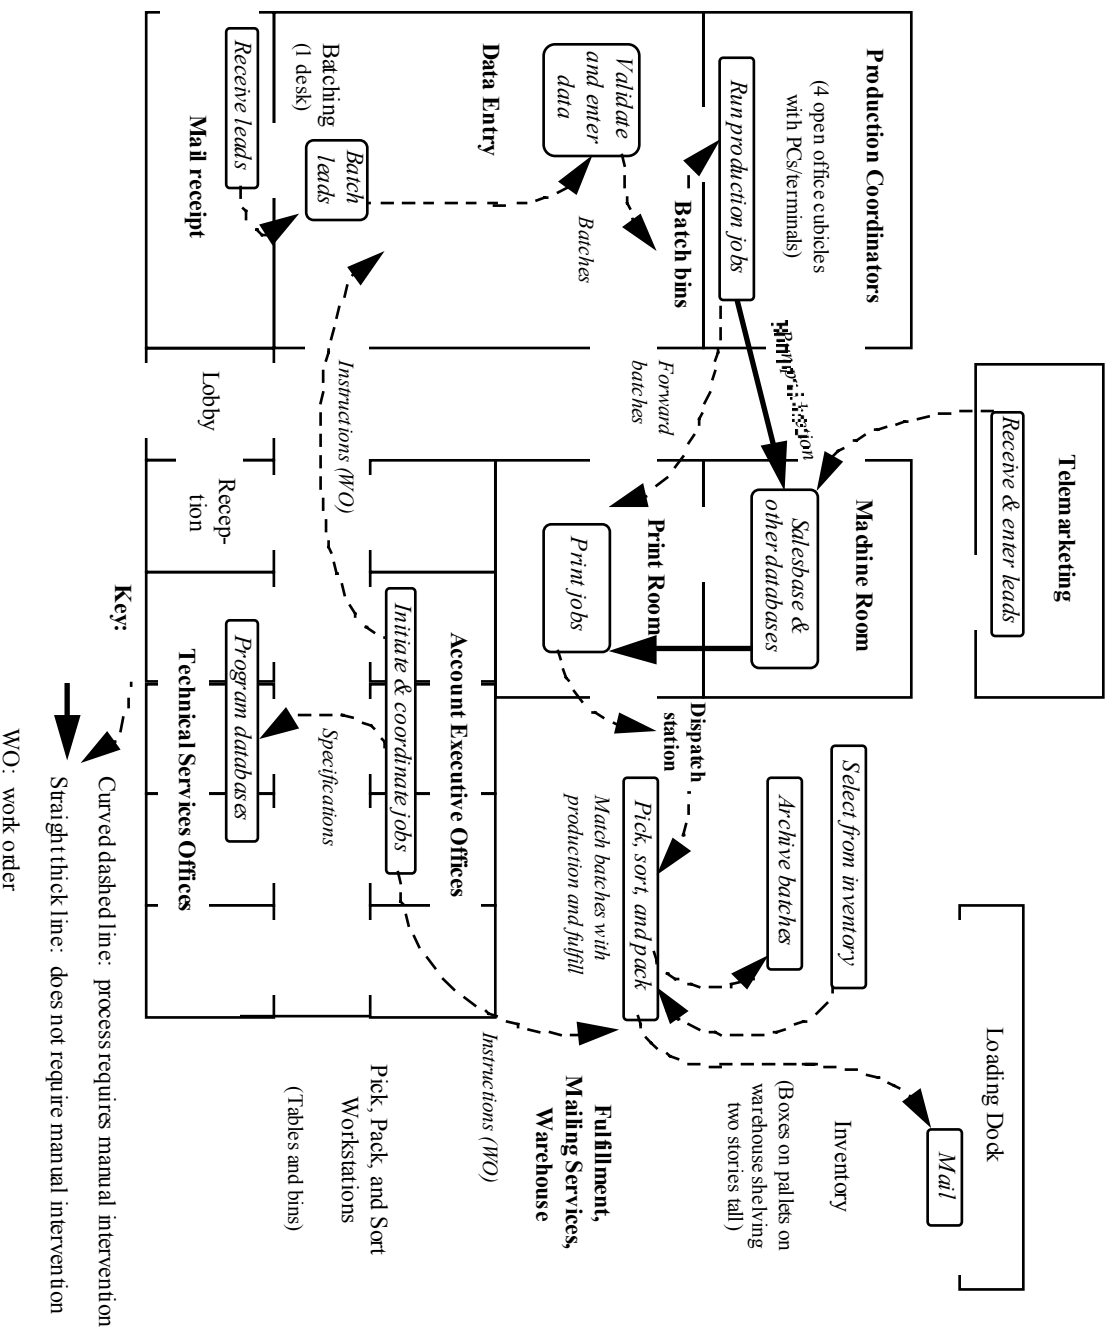 Telemarketing
Receive & enter leads
Production Coordinators
(4 open office cubicles
with PCs/terminals)
Run production jobs
Machine Room
Salesbase &
other databases
Loading Dock
Mail
Inventory
(Boxes on pallets on
warehouse shelving
two stories tall)
Select from inventory
Archive batches
Dispatch
station
Pick, sort, and pack
Match batches with
production and fulfill
Batch bins
Forward
batches
Print Room
Print jobs
Data Entry
Validate
and enter
data
Batches
Fulfillment,
Mailing Services,
Warehouse
Instructions (WO)
Account Executive Offices
Initiate & coordinate jobs
Pick, Pack, and Sort
Workstations
(Tables and bins)
Batching
(1 desk)
Batch
leads
Instructions (WO)
Specifications
Receive leads
Mail receipt
Lobby
Recep-
tion
Program databases
Technical Services Offices
Key:
Curved dashed line: process requires manual intervention
Straight thick line: does not require manual intervention
WO: work order